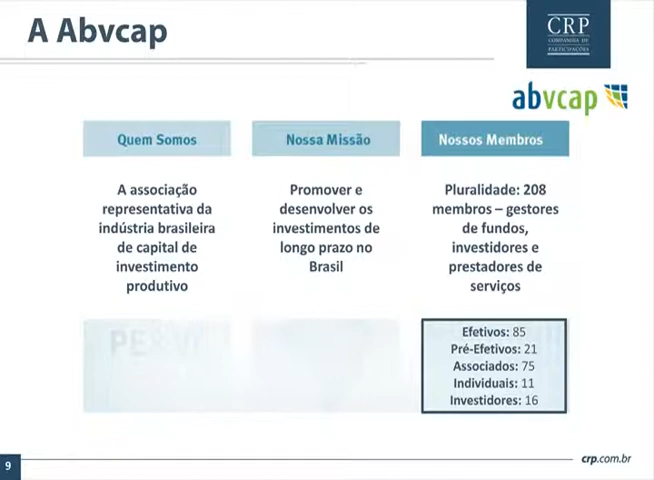 A Abvcap
CRP
COMPANHIA DE
PARTICIPAÇÕES
abvcap
Quem Somos
A associação
representativa da
indústria brasileira
de capital de
investimento
produtivo
Nossa Missão
Promover e
desenvolver os
investimentos de
longo prazo no
Brasil
Nossos Membros
Pluralidade: 208
membros – gestores
de fundos,
investidores e
prestadores de
serviços
Efetivos: 85
Pré-Efetivos: 21
Associados: 75
Individuais: 11
Investidores: 16
9
crp.com.br